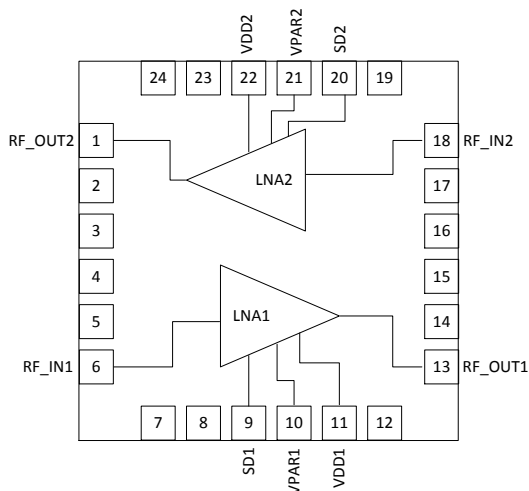 VDD2
VPAR2
SD2
24 23 22 21 20 19
RF_OUT2 1 18 RF_IN2
LNA2
2 17
3 16
4 15
5 14
LNA1
RF_IN1 6 13 RF_OUT1
7 8 9 10 11 12
SD1
VPAR1
VDD1